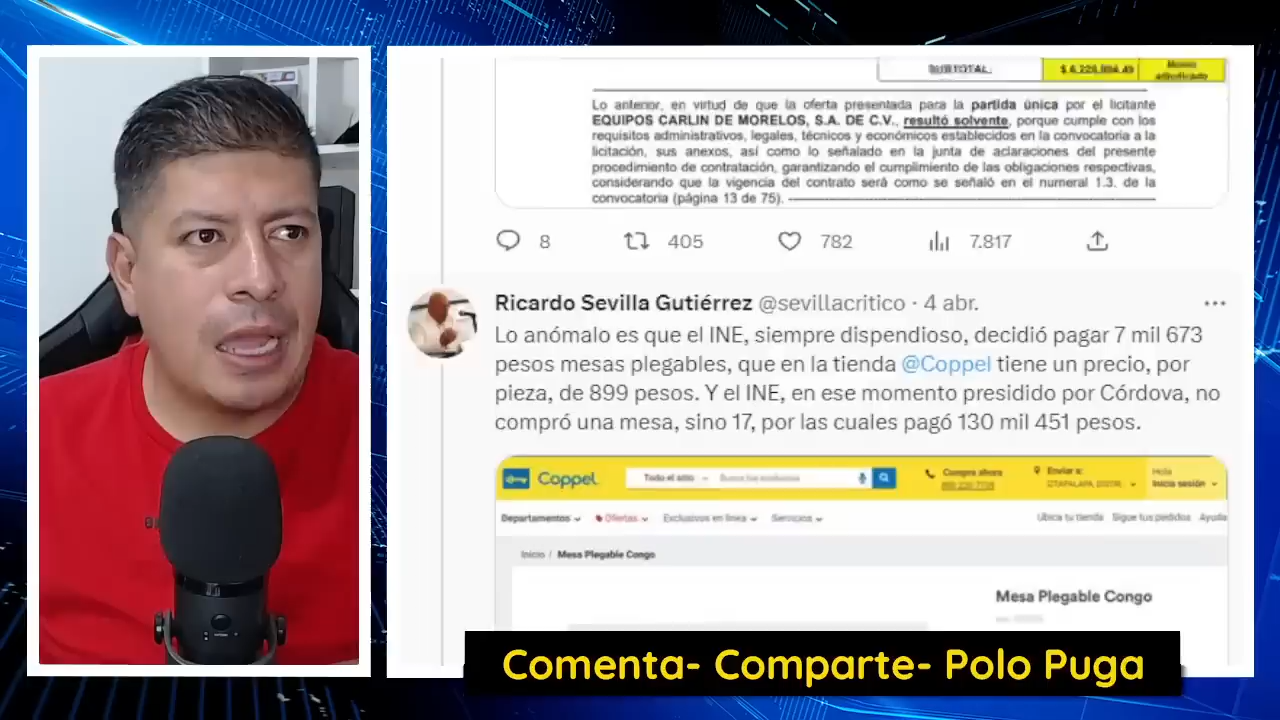 SUBTOTAL:
$ 6,228,994.49
Monto
adjudicado
Lo anterior, en virtud de que la oferta presentada para la partida única por el licitante
EQUIPOS CARLIN DE MORELOS, S.A. DE C.V., resultó solvente, porque cumple con los
requisitos administrativos, legales, técnicos y económicos establecidos en la convocatoria a la
licitación, sus anexos, así como lo señalado en la junta de aclaraciones del presente
procedimiento de contratación, garantizando el cumplimiento de las obligaciones respectivas,
considerando que la vigencia del contrato será como se señaló en el numeral 1.3. de la
convocatoria (página 13 de 75).
8 405 782 7.817
Ricardo Sevilla Gutiérrez @sevillacritico · 4 abr.
Lo anómalo es que el INE, siempre dispendioso, decidió pagar 7 mil 673
pesos mesas plegables, que en la tienda @Coppel tiene un precio, por
pieza, de 899 pesos. Y el INE, en ese momento presidido por Córdova, no
compró una mesa, sino 17, por las cuales pagó 130 mil 451 pesos.
Coppel
Todo el sitio
Compra ahora
Enviar a:
Hola
Inicia sesión
Departamentos Ofertas Exclusivos en línea Servicios Ubica tu tienda Sigue tus pedidos Ayuda
Inicio / Mesa Plegable Congo
Mesa Plegable Congo
Comenta- Comparte- Polo Puga